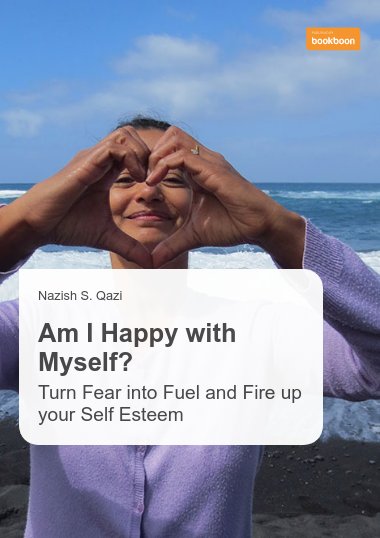 bookboon
Nazish S. Qazi
Am I Happy with
Myself?
Turn Fear into Fuel and Fire up
your Self Esteem